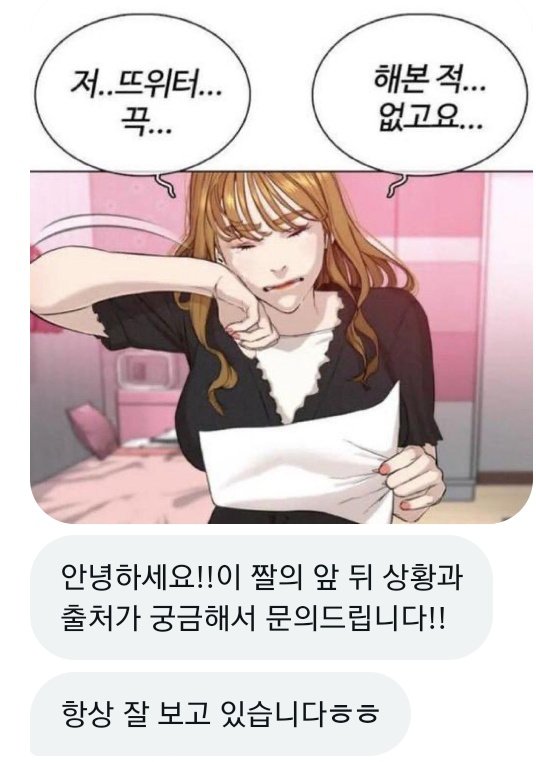 저..뜨위터...
끅...
해본 적...
없고요...
안녕하세요!!이 짤의 앞 뒤 상황과
출처가 궁금해서 문의드립니다!!
항상 잘 보고 있습니다ㅎㅎ